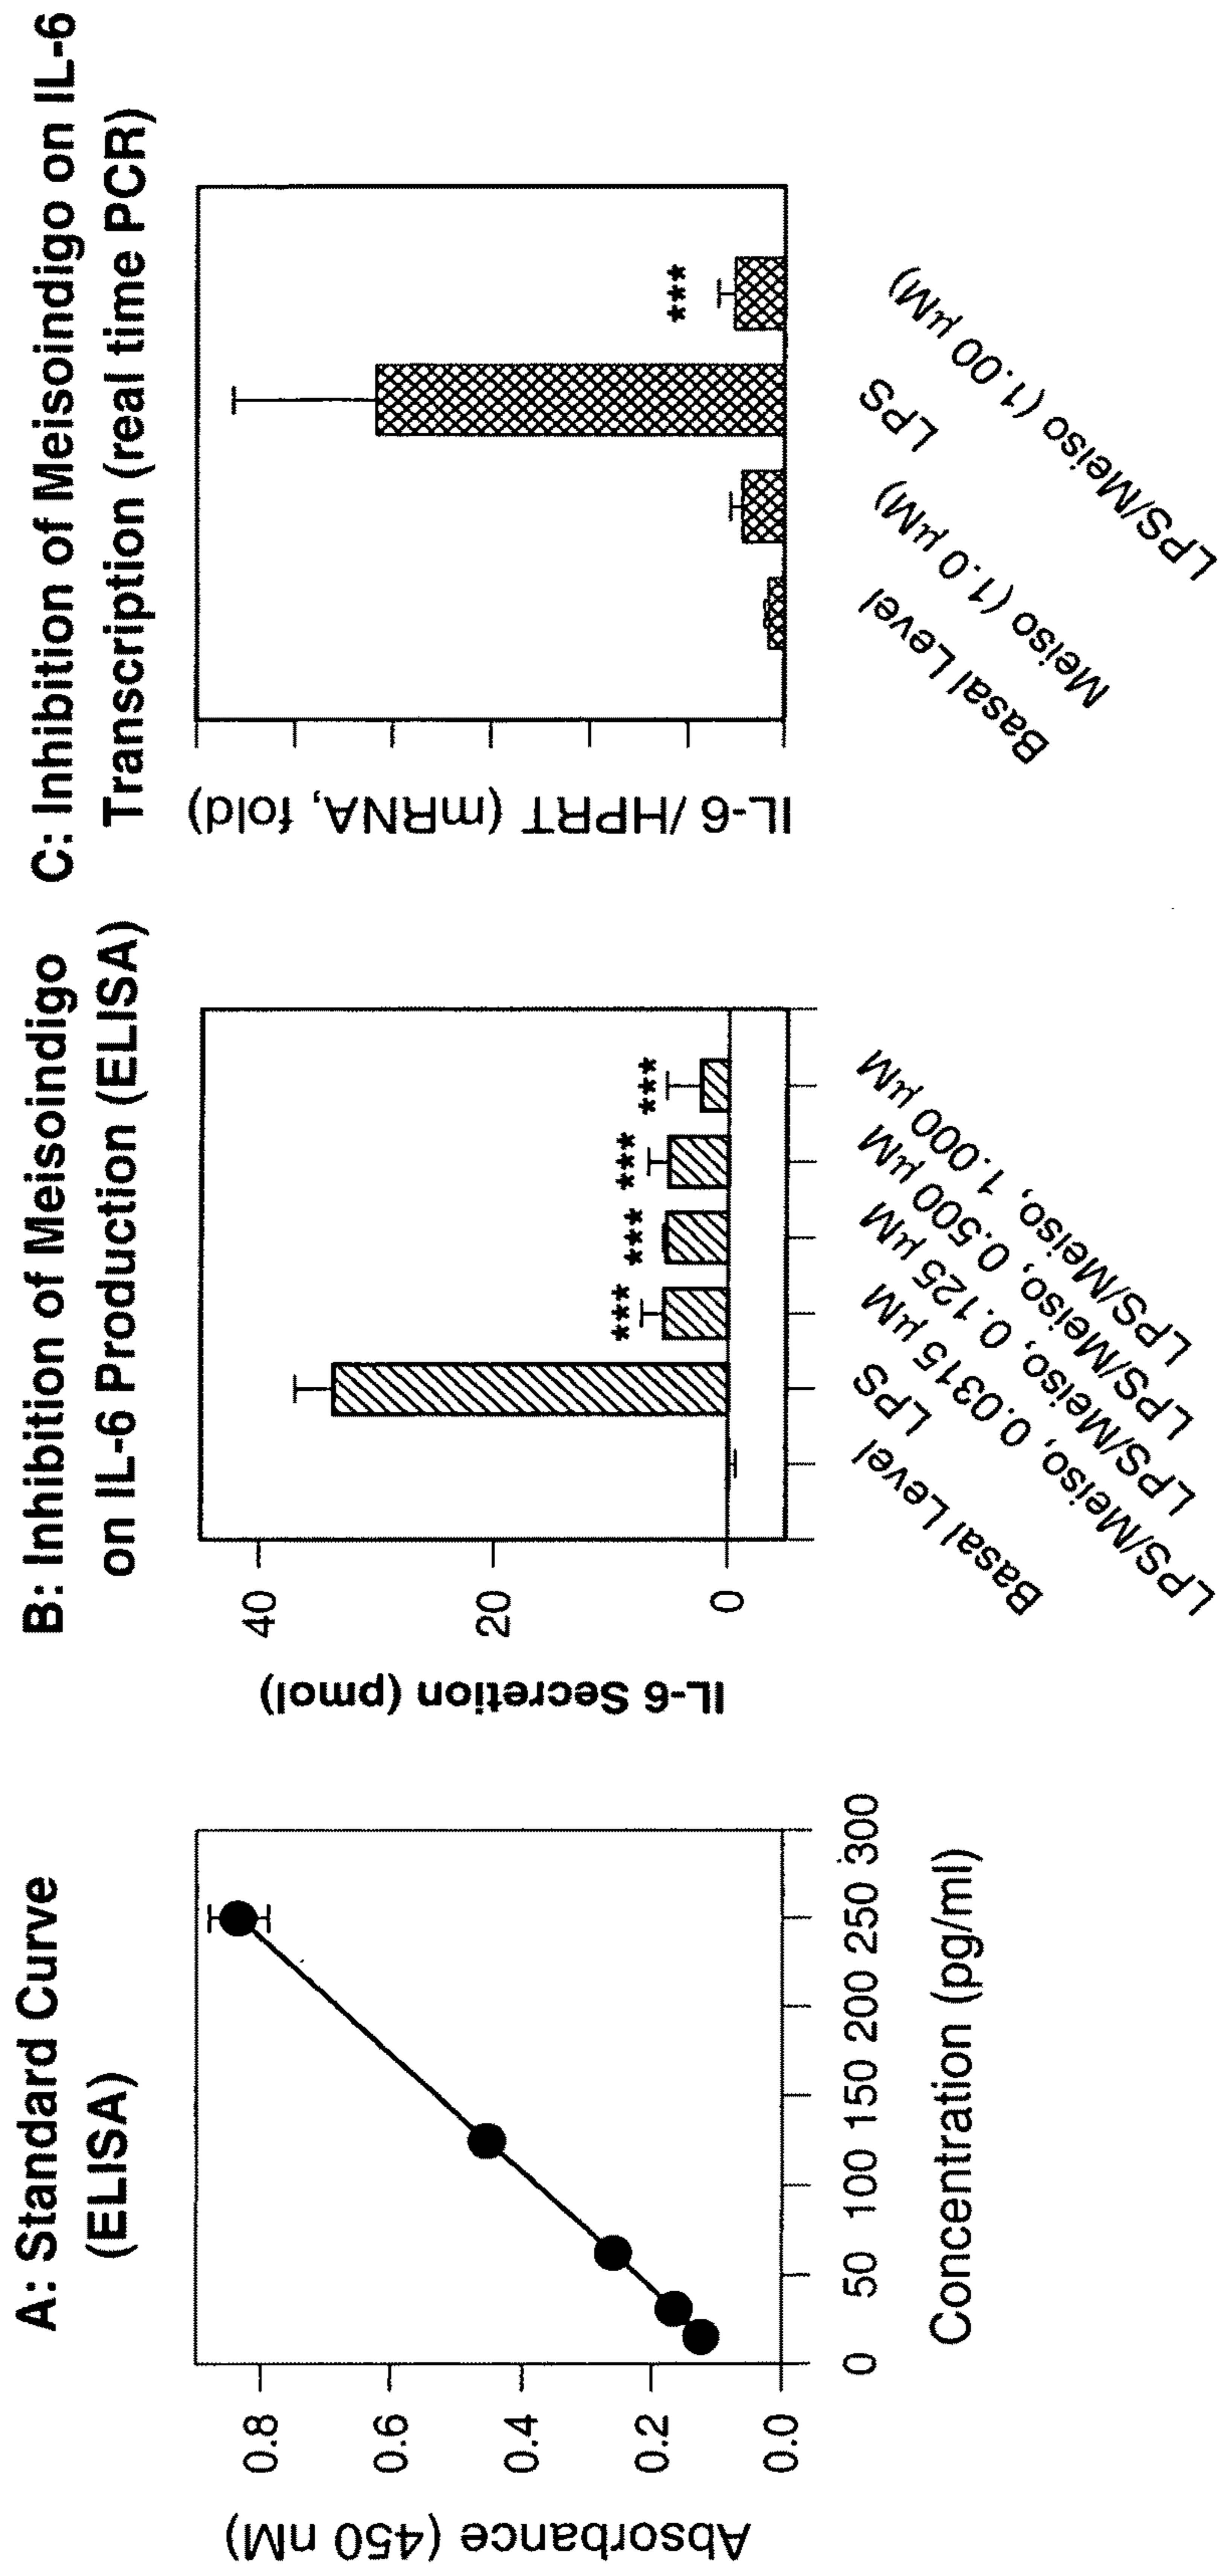 A: Standard Curve
(ELISA)
Absorbance (450 nM)
0.8
0.6
0.4
0.2
0.0
0 50 100 150 200 250 300
Concentration (pg/ml)
B: Inhibition of Meisoindigo
on IL-6 Production (ELISA)
IL-6 Secretion (pmol)
40
20
0
***
***
***
***
Basal Level
LPS
LPS/Meiso, 0.0315 μM
LPS/Meiso, 0.125 μM
LPS/Meiso, 0.500 μM
LPS/Meiso, 1.000 μM
C: Inhibition of Meisoindigo on IL-6
Transcription (real time PCR)
IL-6 / HPRT (mRNA, fold)
***
Basal Level
Meiso (1.0 μM)
LPS
LPS/Meiso (1.00 μM)